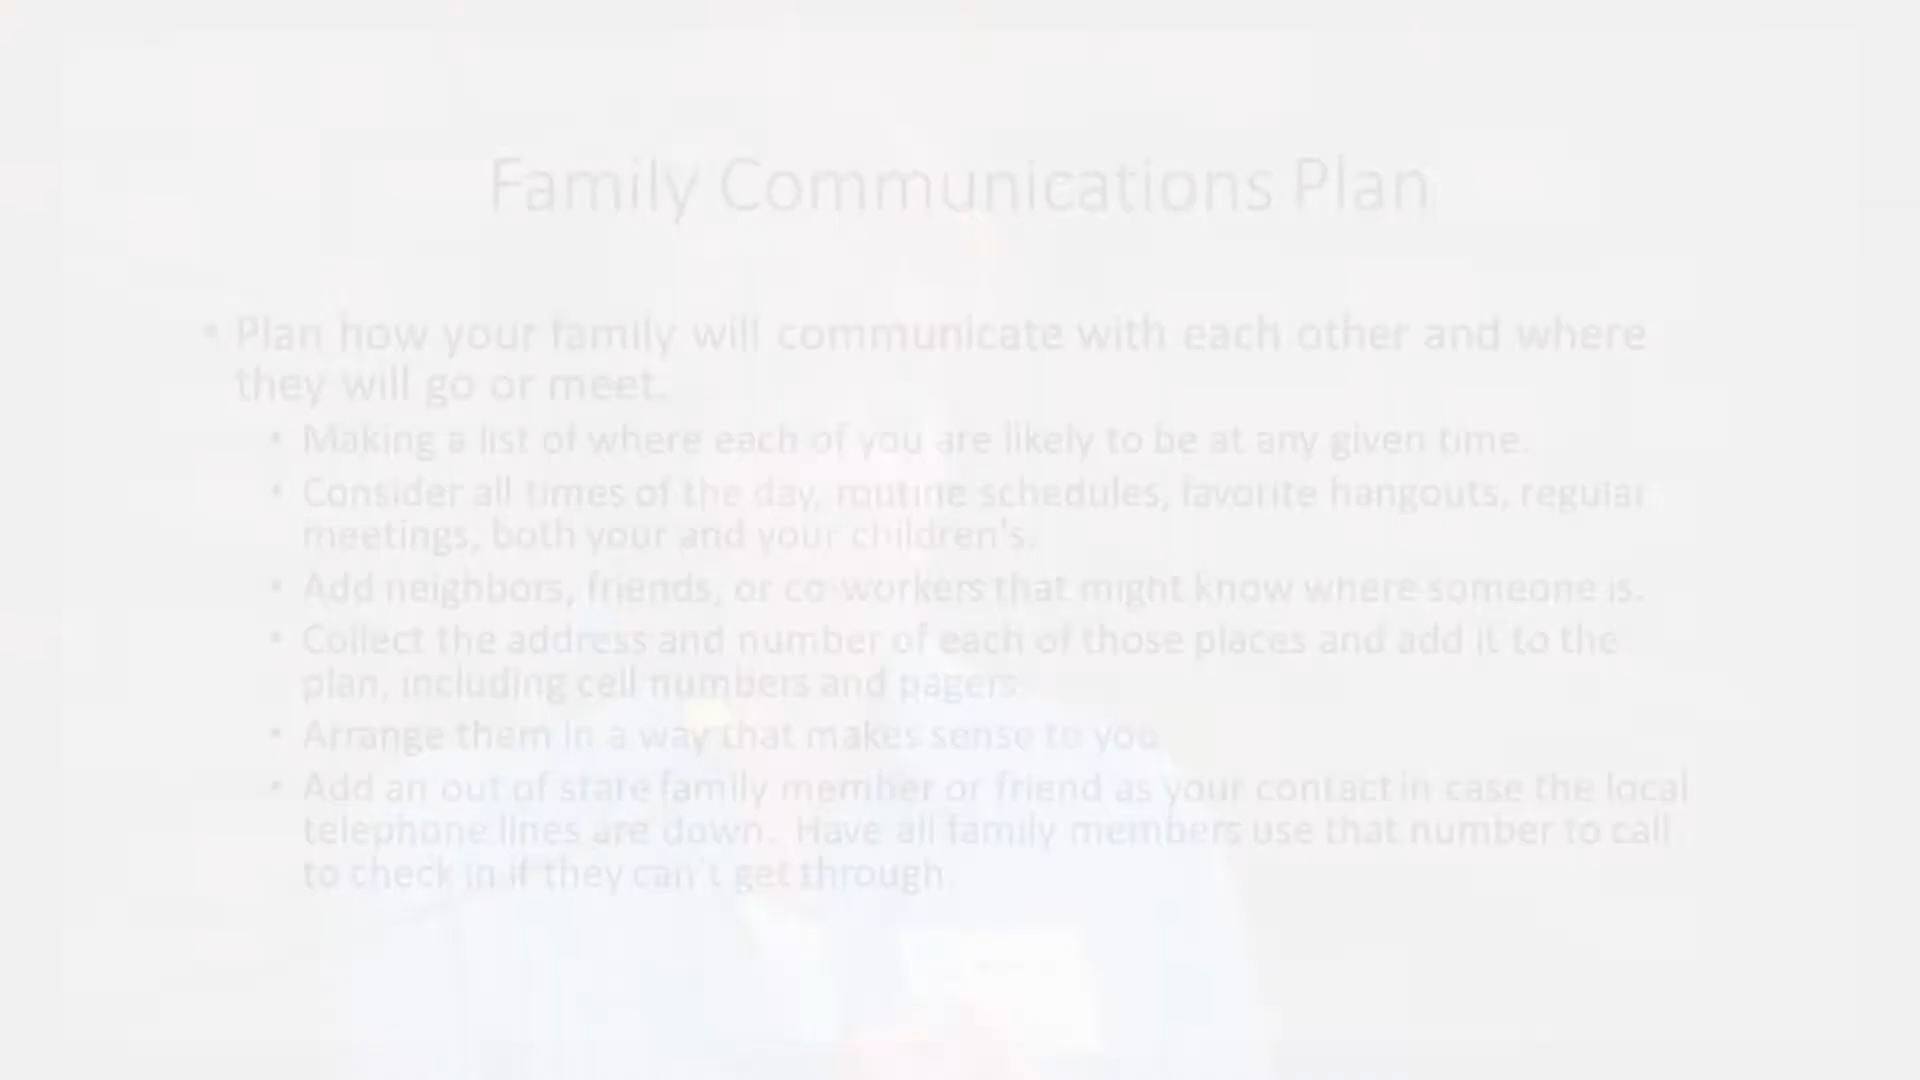 Family Communications Plan
• Plan how your family will communicate with each other and where
they will go or meet.
• Making a list of where each of you are likely to be at any given time.
• Consider all times of the day, routine schedules, favorite hangouts, regular
meetings, both your and your children's.
• Add neighbors, friends, or co-workers that might know where someone is.
• Collect the address and number of each of those places and add it to the
plan, including cell numbers and pagers.
• Arrange them in a way that makes sense to you
• Add an out of state family member or friend as your contact in case the local
telephone lines are down. Have all family members use that number to call
to check in if they can't get through.